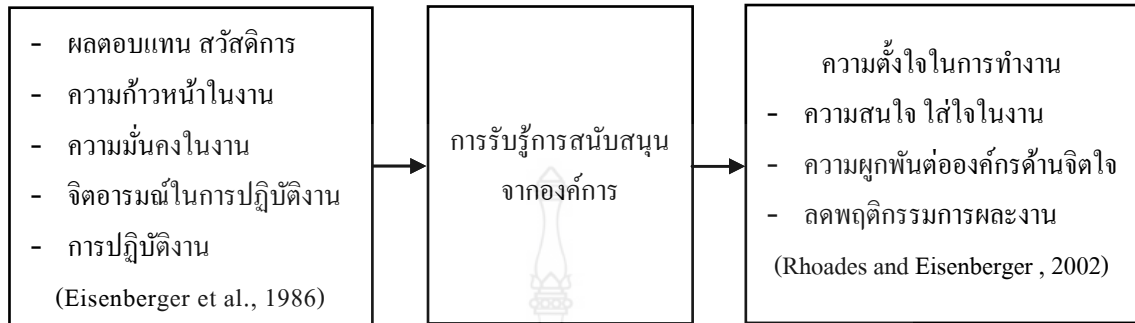 - ผลตอบแทน สวัสดิการ
- ความก้าวหน้าในงาน
- ความมั่นคงในงาน
- จิตอารมณ์ในการปฏิบัติงาน
- การปฏิบัติงาน
(Eisenberger et al., 1986)
การรับรู้การสนับสนุน
จากองค์การ
ความตั้งใจในการทำงาน
- ความสนใจ ใส่ใจในงาน
- ความผูกพันต่อองค์กรด้านจิตใจ
- ลดพฤติกรรมการผละงาน
(Rhoades and Eisenberger , 2002)